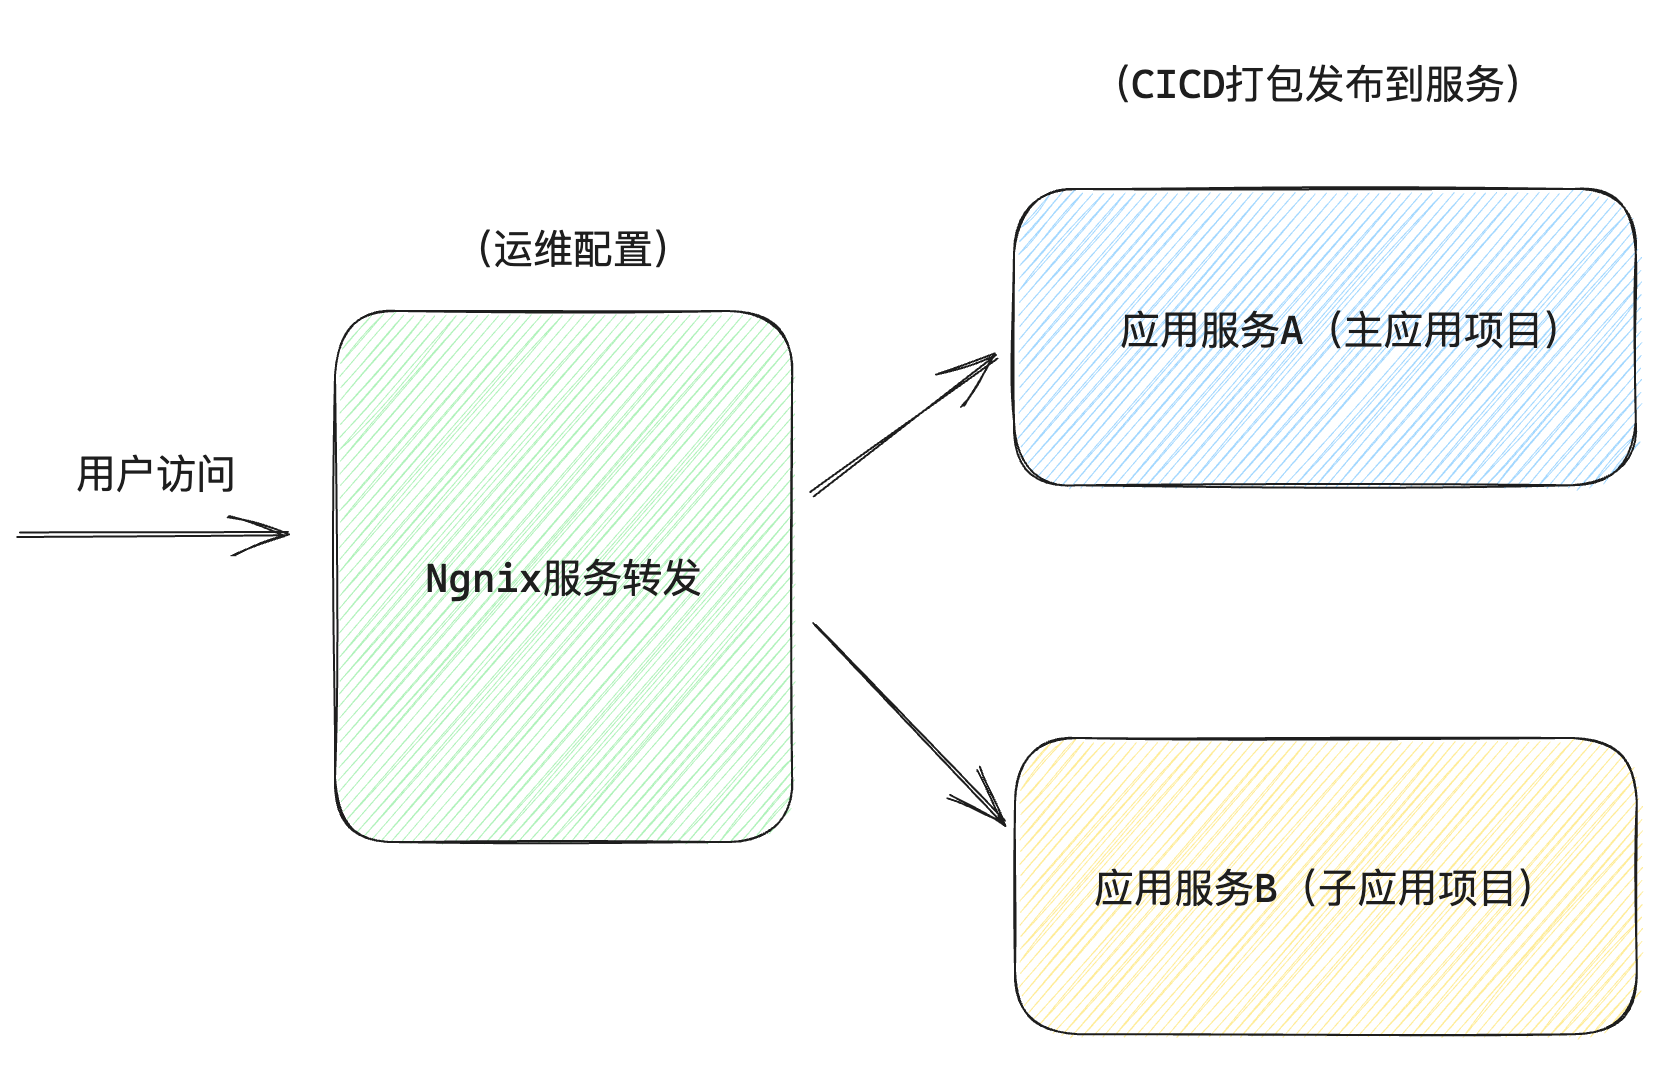 （CICD打包发布到服务）
（运维配置）
应用服务A（主应用项目）
用户访问
Ngnix服务转发
应用服务B（子应用项目）